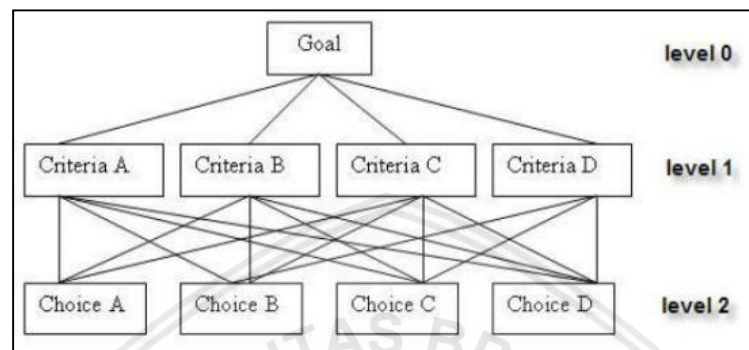 Goal
level 0
Criteria A Criteria B Criteria C Criteria D
level 1
Choice A Choice B Choice C Choice D
level 2